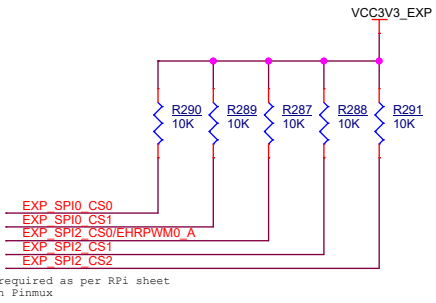 VCC3V3_EXP
R290 R289 R287 R288 R291
10K 10K 10K 10K 10K
EXP_SPI0_CS0
EXP_SPI0_CS1
EXP_SPI2_CS0/EHRPWM0_A
EXP_SPI2_CS1
EXP_SPI2_CS2
required as per RPi sheet
Pinmux